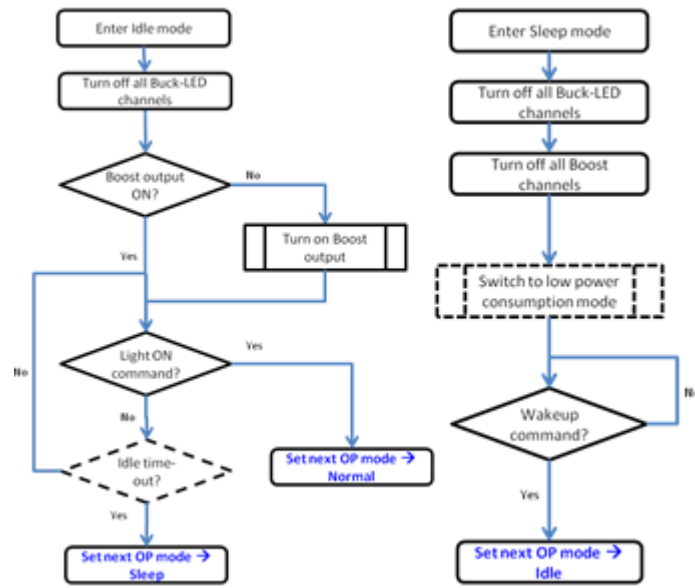 Enter Idle mode
Turn off all Buck-LED
channels
Boost output
ON?
No
Turn on Boost
output
Yes
Light ON
command?
Yes
No
No
Idle time-
out?
Set next OP mode →
Normal
Yes
Set next OP mode →
Sleep
Enter Sleep mode
Turn off all Buck-LED
channels
Turn off all Boost
channels
Switch to low power
consumption mode
Wakeup
command?
No
Yes
Set next OP mode →
Idle